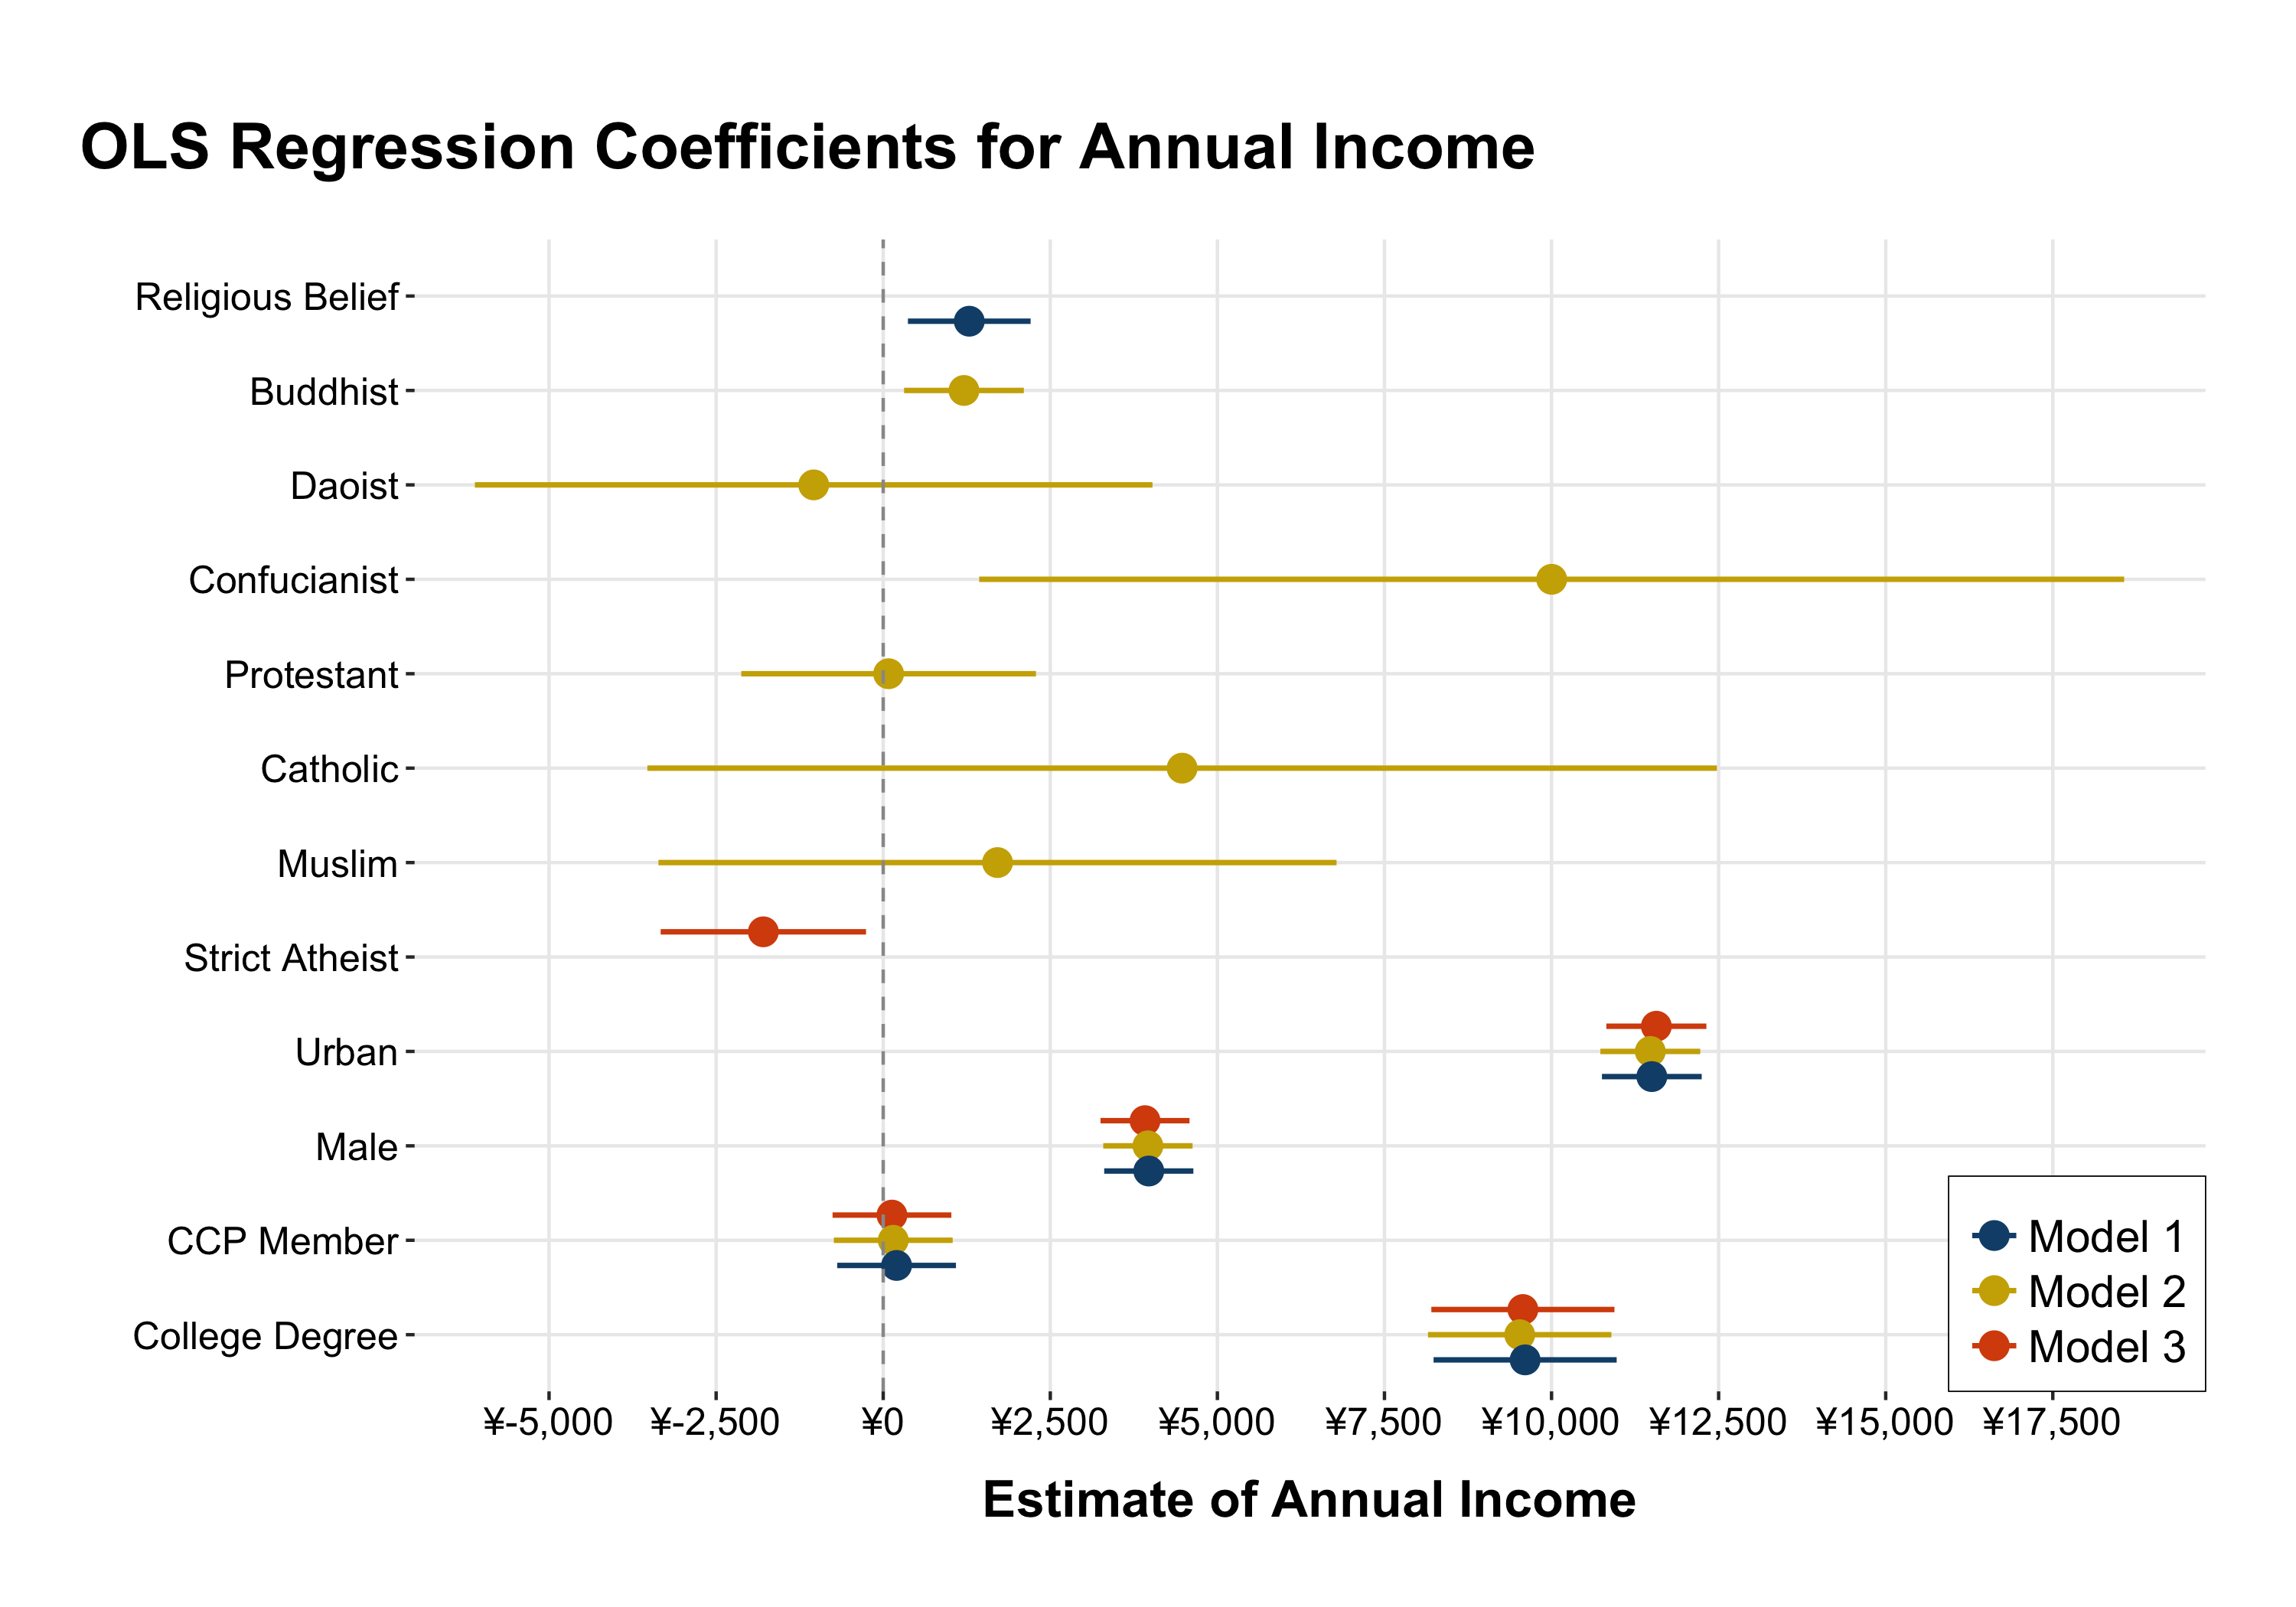 OLS Regression Coefficients for Annual Income
Religious Belief
Buddhist
Daoist
Confucianist
Protestant
Catholic
Muslim
Strict Atheist
Urban
Male
CCP Member
College Degree
Model 1
Model 2
Model 3
¥-5,000 ¥-2,500 ¥0 ¥2,500 ¥5,000 ¥7,500 ¥10,000 ¥12,500 ¥15,000 ¥17,500
Estimate of Annual Income